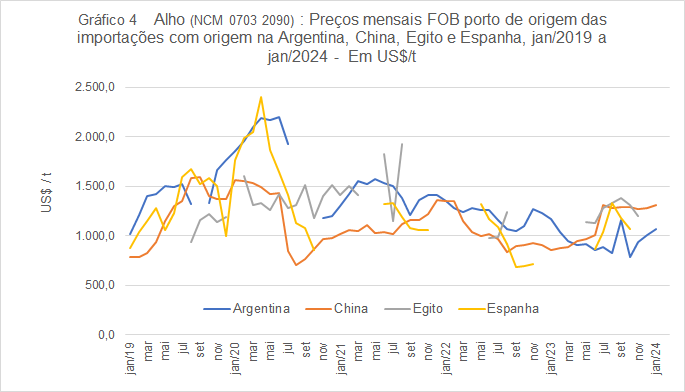 Gráfico 4 Alho (NCM 0703 2090) : Preços mensais FOB porto de origem das
importações com origem na Argentina, China, Egito e Espanha, jan/2019 a
jan/2024 - Em US$/t
2.500,0
2.000,0
1.500,0
1.000,0
500,0
0,0
US$ /t
Argentina China Egito Espanha
jan/19 mar mai jul set nov jan/20 mar mai jul set nov jan/21 mar mai jul set nov jan/22 mar mai jul set nov jan/23 mar mai jul set nov jan/24